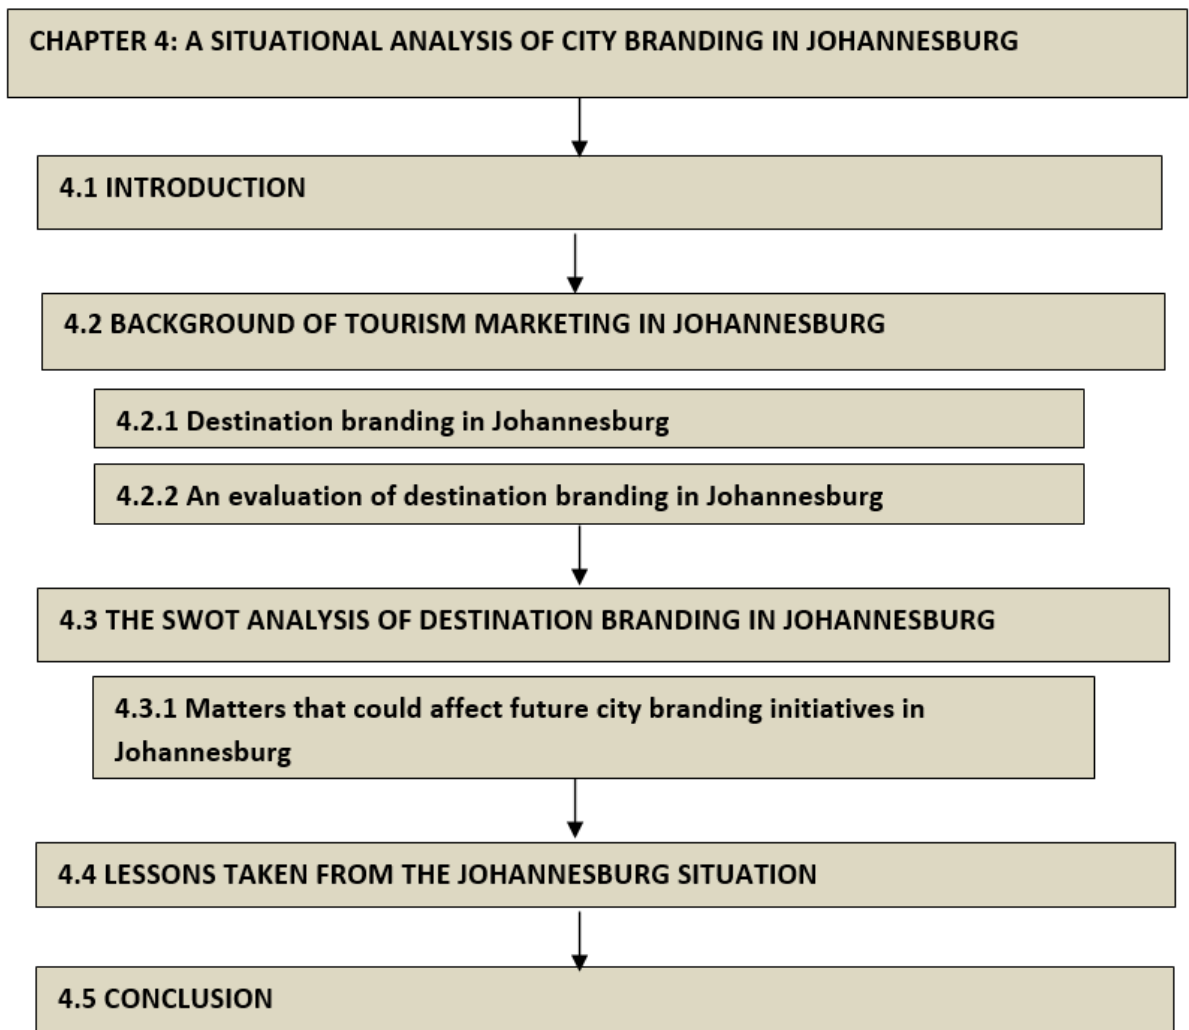 CHAPTER 4: A SITUATIONAL ANALYSIS OF CITY BRANDING IN JOHANNESBURG
4.1 INTRODUCTION
4.2 BACKGROUND OF TOURISM MARKETING IN JOHANNESBURG
4.2.1 Destination branding in Johannesburg
4.2.2 An evaluation of destination branding in Johannesburg
4.3 THE SWOT ANALYSIS OF DESTINATION BRANDING IN JOHANNESBURG
4.3.1 Matters that could affect future city branding initiatives in
Johannesburg
4.4 LESSONS TAKEN FROM THE JOHANNESBURG SITUATION
4.5 CONCLUSION